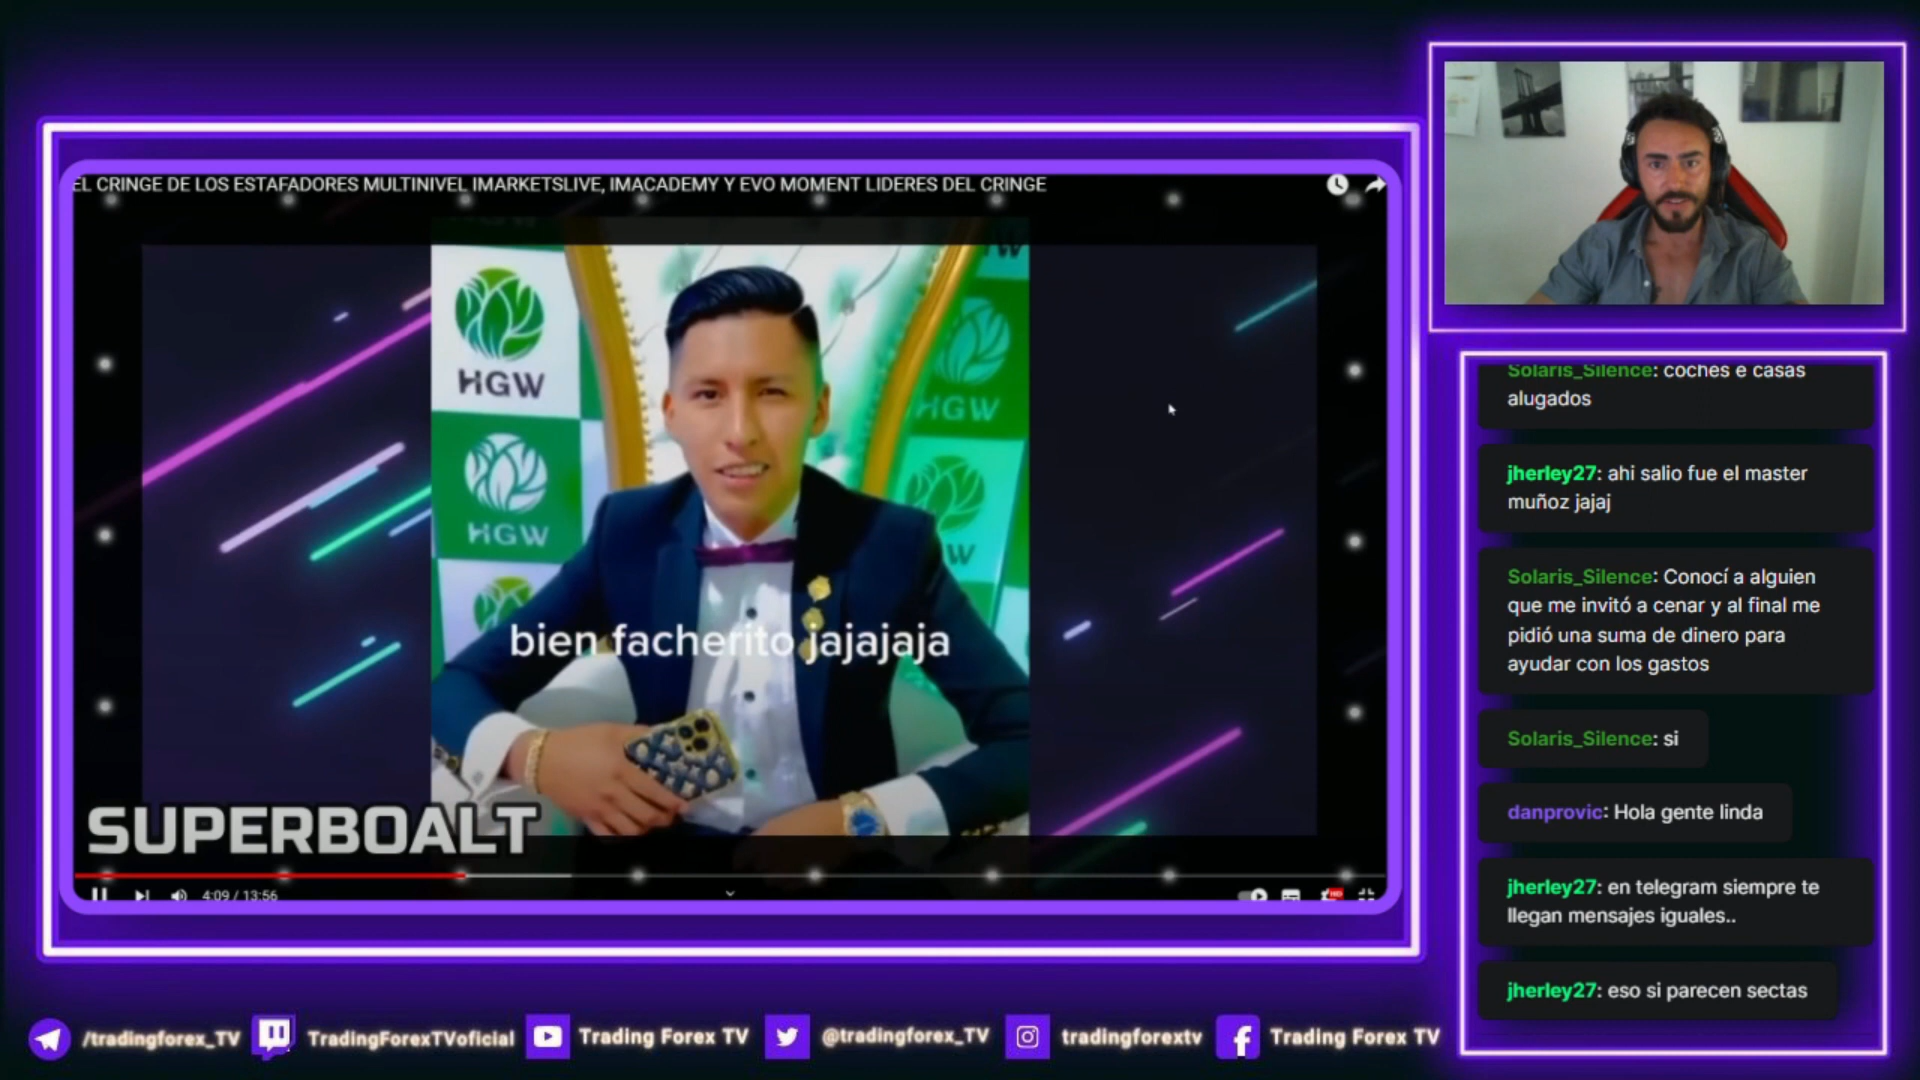 EL CRINGE DE LOS ESTAFADORES MULTINIVEL IMARKETSLIVE, IMACADEMY Y EVO MOMENT LIDERES DEL CRINGE
HGW
HGW
HGW
HGW
W
bien facherito jajajaja
SUPERBOALT
4:09 / 13:56
HD
Solaris_Silence: coches e casas
alugados
jherley27: ahi salio fue el master
muñoz jajaj
Solaris_Silence: Conocí a alguien
que me invitó a cenar y al final me
pidió una suma de dinero para
ayudar con los gastos
Solaris_Silence: si
danprovic: Hola gente linda
jherley27: en telegram siempre te
llegan mensajes iguales..
jherley27: eso si parecen sectas
/tradingforex_TV
TradingForexTVoficial
Trading Forex TV
@tradingforex_TV
tradingforextv
Trading Forex TV